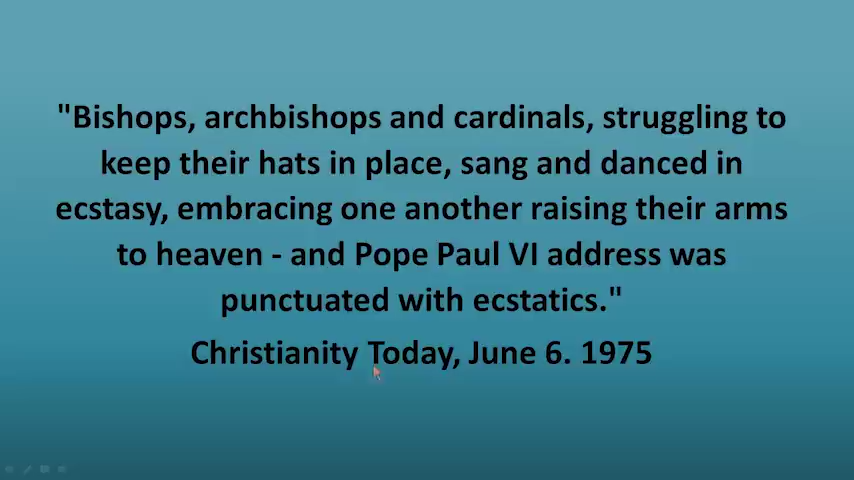 "Bishops, archbishops and cardinals, struggling to
keep their hats in place, sang and danced in
ecstasy, embracing one another raising their arms
to heaven - and Pope Paul VI address was
punctuated with ecstatics."
Christianity Today, June 6. 1975